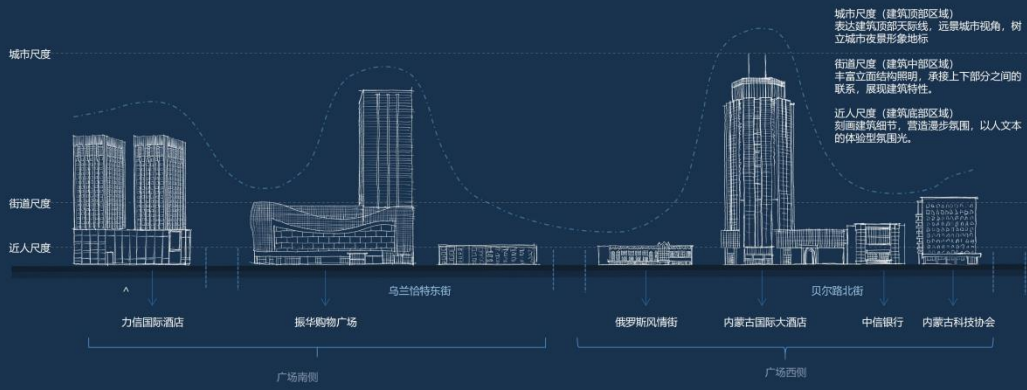 城市尺度（建筑顶部区域）
表达建筑顶部天际线，远景城市视角，树
立城市夜景形象地标
街道尺度（建筑中部区域）
丰富立面结构照明，承接上下部分之间的
联系，展现建筑特性。
近人尺度（建筑底部区域）
刻画建筑细节，营造漫步氛围，以人文本
的体验型氛围光。
城市尺度
街道尺度
近人尺度
^
乌兰恰特东街
贝尔路北街
力信国际酒店
振华购物广场
俄罗斯风情街
内蒙古国际大酒店
中信银行
内蒙古科技协会
广场南侧
广场西侧